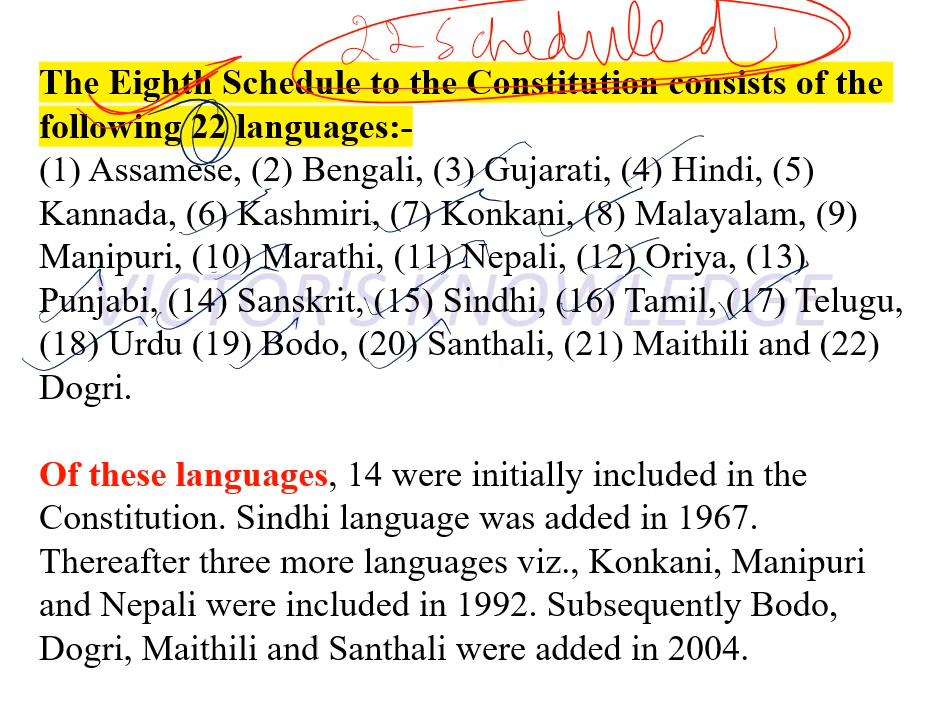 22 Scheduled
The Eighth Schedule to the Constitution consists of the
following 22 languages:-
(1) Assamese, (2) Bengali, (3) Gujarati, (4) Hindi, (5)
Kannada, (6) Kashmiri, (7) Konkani, (8) Malayalam, (9)
Manipuri, (10) Marathi, (11) Nepali, (12) Oriya, (13)
Punjabi, (14) Sanskrit, (15) Sindhi, (16) Tamil, (17) Telugu,
VICTOR'S KNOWLEDGE
(18) Urdu (19) Bodo, (20) Santhali, (21) Maithili and (22)
Dogri.
Of these languages, 14 were initially included in the
Constitution. Sindhi language was added in 1967.
Thereafter three more languages viz., Konkani, Manipuri
and Nepali were included in 1992. Subsequently Bodo,
Dogri, Maithili and Santhali were added in 2004.